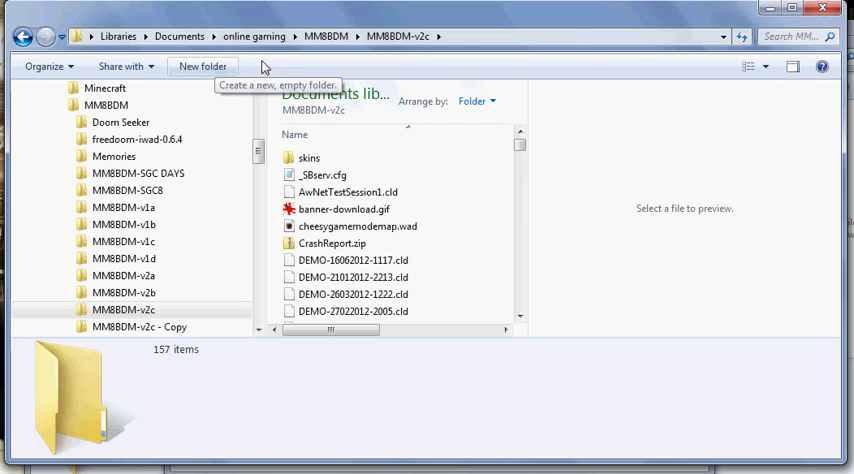 Libraries Documents online gaming MM8BDM MM8BDM-v2c
Search MM...
Organize Share with New folder
Create a new, empty folder.
Minecraft
MM8BDM
Doom Seeker
freedoom-iwad-0.6.4
Memories
MM8BDM-SGC DAYS
MM8BDM-SGC8
MM8BDM-v1a
MM8BDM-v1b
MM8BDM-v1c
MM8BDM-v1d
MM8BDM-v2a
MM8BDM-v2b
MM8BDM-v2c
MM8BDM-v2c - Copy
Documents lib...
MM8BDM-v2c
Arrange by: Folder
Name
skins
_SBserv.cfg
AwNetTestSession1.cld
banner-download.gif
cheesygamemodemap.wad
CrashReport.zip
DEMO-16062012-1117.cld
DEMO-21012012-2213.cld
DEMO-26032012-1222.cld
DEMO-27022012-2005.cld
Select a file to preview.
157 items